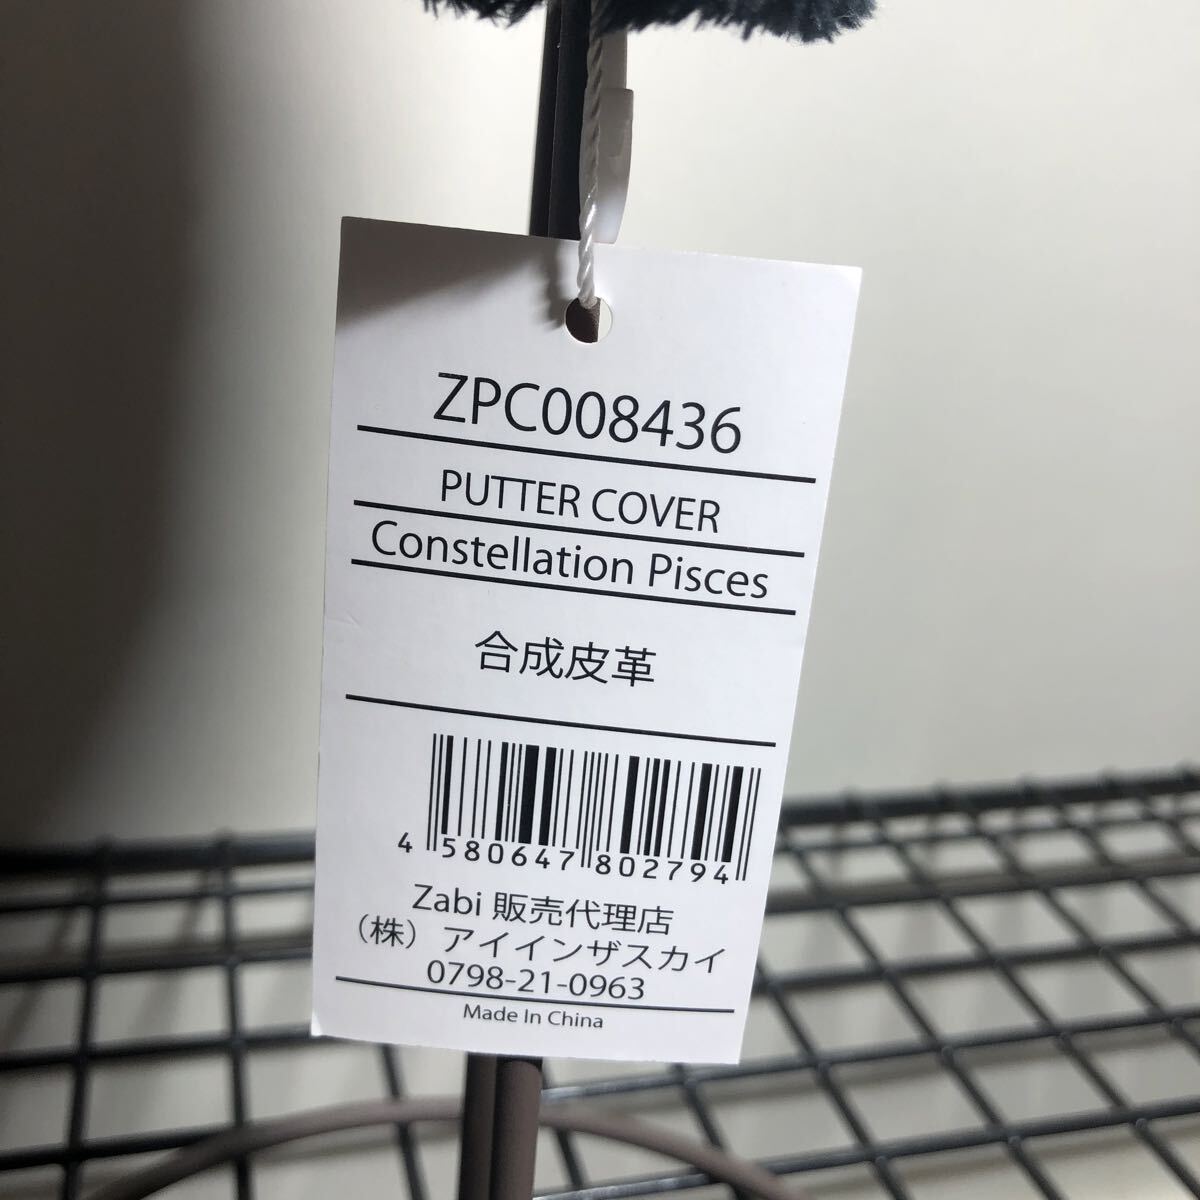 ZPC008436
PUTTER COVER
Constellation Pisces
合成皮革
4 580647 802794
Zabi 販売代理店
（株）アイインザスカイ
0798-21-0963
Made In China